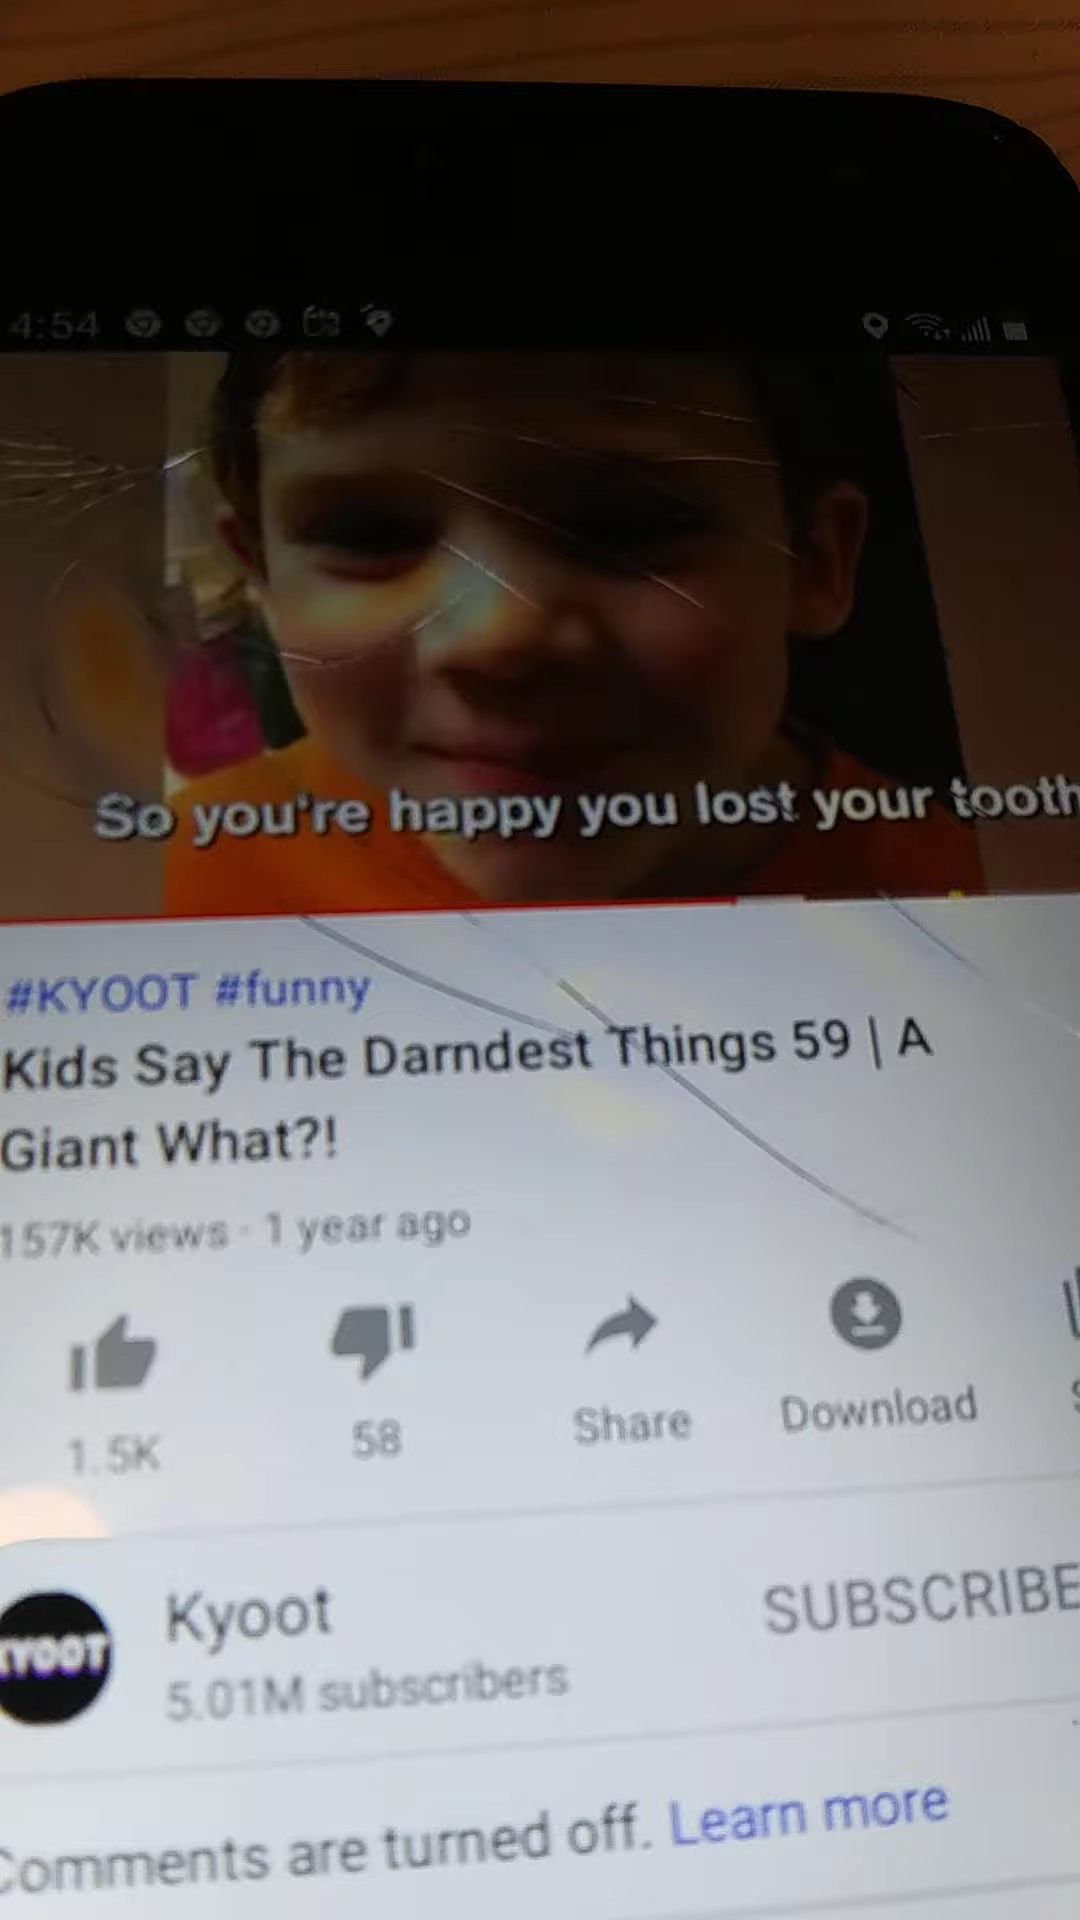 4:54
So you're happy you lost your tooth
#KYOOT #funny
Kids Say The Darndest Things 59 | A
Giant What?!
157K views · 1 year ago
1.5K
58
Share
Download
KYOOT
Kyoot
5.01M subscribers
SUBSCRIBE
Comments are turned off. Learn more